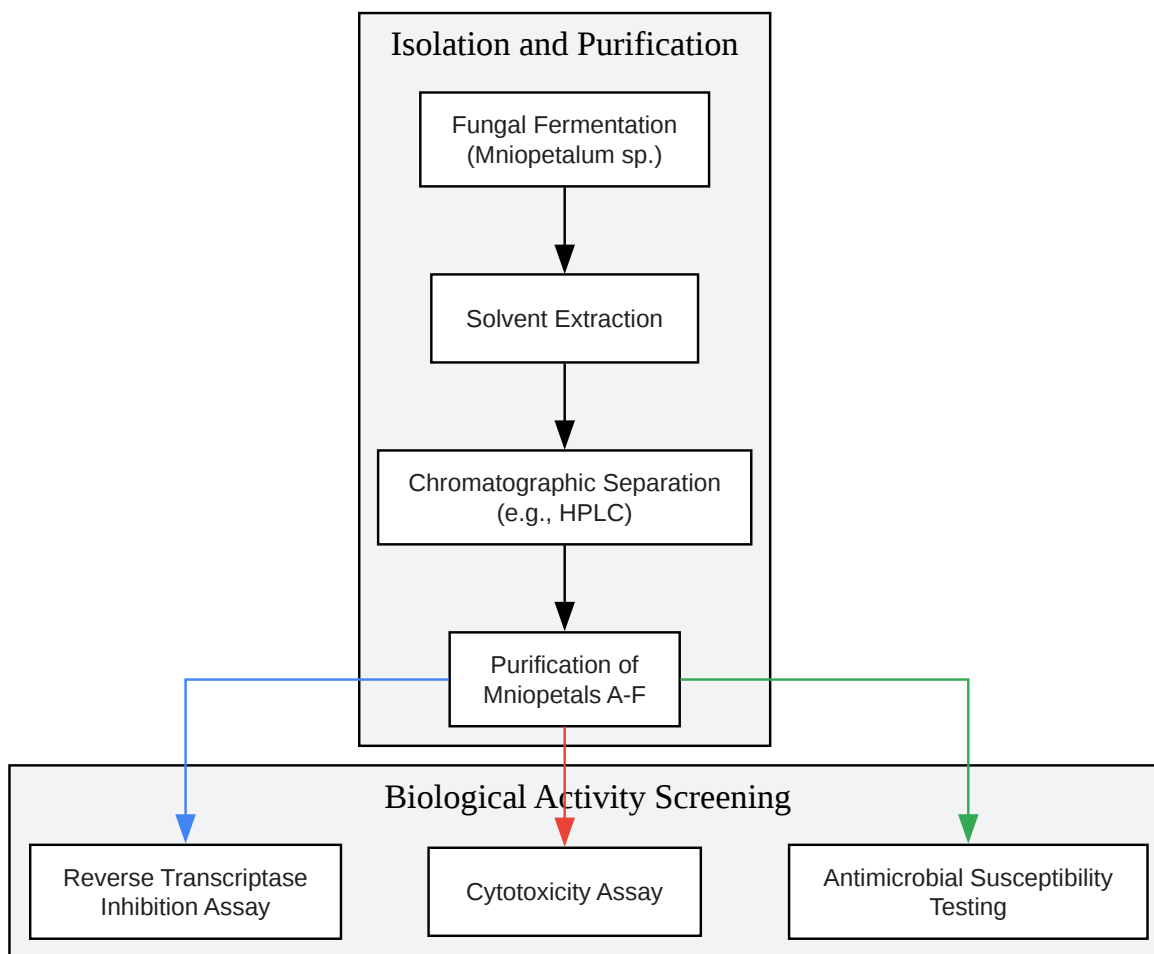 Isolation and Purification
Fungal Fermentation
(Mniopetalum sp.)
Solvent Extraction
Chromatographic Separation
(e.g., HPLC)
Purification of
Mniopetals A-F
Biological Activity Screening
Reverse Transcriptase
Inhibition Assay
Cytotoxicity Assay
Antimicrobial Susceptibility
Testing